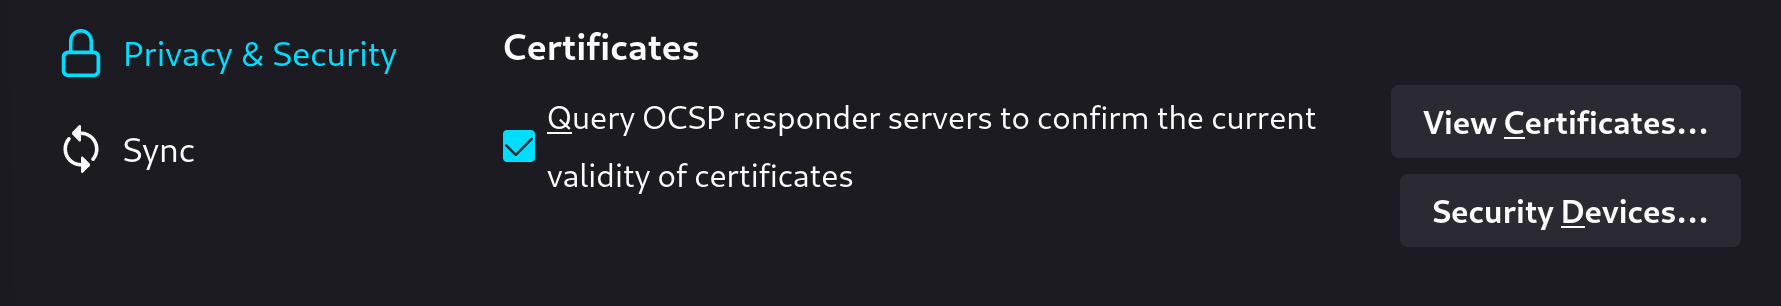 Privacy & Security
Sync
Certificates
Query OCSP responder servers to confirm the current
validity of certificates
View Certificates...
Security Devices...